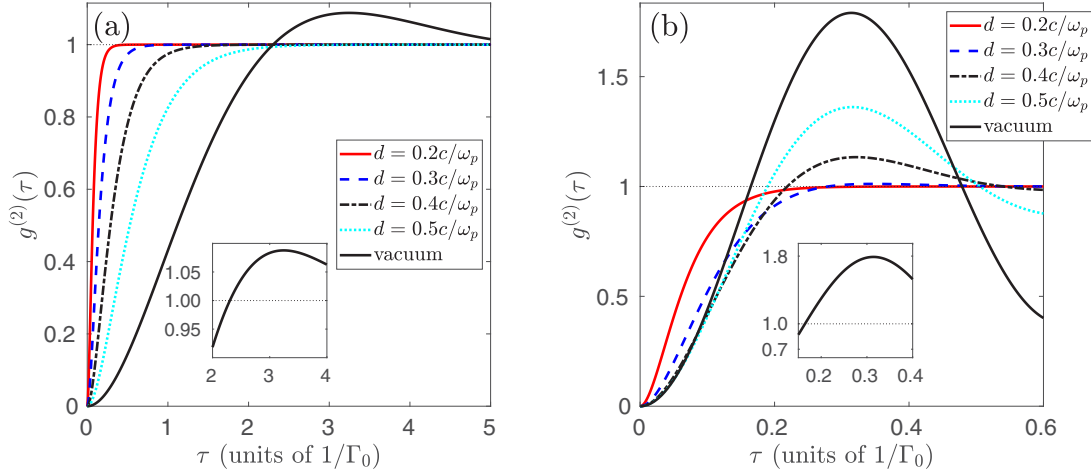 (a)
1
0.8
0.6
0.4
0.2
0
g^{(2)}(τ)
d = 0.2c/ω_p
d = 0.3c/ω_p
d = 0.4c/ω_p
d = 0.5c/ω_p
vacuum
1.05
1.00
0.95
2 3 4
0 1 2 3 4 5
τ (units of 1/Γ_0)
(b)
1.5
1
0.5
0
g^{(2)}(τ)
d = 0.2c/ω_p
d = 0.3c/ω_p
d = 0.4c/ω_p
d = 0.5c/ω_p
vacuum
1.8
1.0
0.7
0.2 0.3 0.4
0 0.2 0.4 0.6
τ (units of 1/Γ_0)